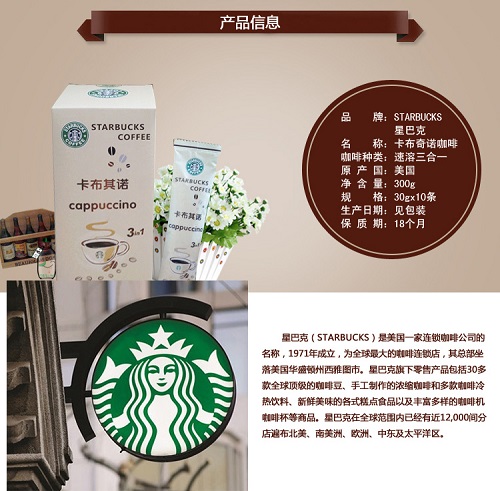 产品信息
STARBUCKS
COFFEE
卡布其诺
cappuccino
3in1
STARBUCKS
COFFEE
卡布其诺
cappuccino
3in1
品 牌: STARBUCKS
星巴克
名 称: 卡布奇诺咖啡
咖啡种类: 速溶三合一
原 产 国: 美国
净 含 量: 300g
规 格: 30gx10条
生产日期: 见包装
保 质 期: 18个月
星巴克(STARBUCKS)是美国一家连锁咖啡公司的
名称,1971年成立,为全球最大的咖啡连锁店,其总部坐
落美国华盛顿州西雅图市。星巴克旗下零售产品包括30多
款全球顶级的咖啡豆、手工制作的浓缩咖啡和多款咖啡冷
热饮料、新鲜美味的各式糕点食品以及丰富多样的咖啡机
咖啡杯等商品。星巴克在全球范围内已经有近12,000间分
店遍布北美、南美洲、欧洲、中东及太平洋区。